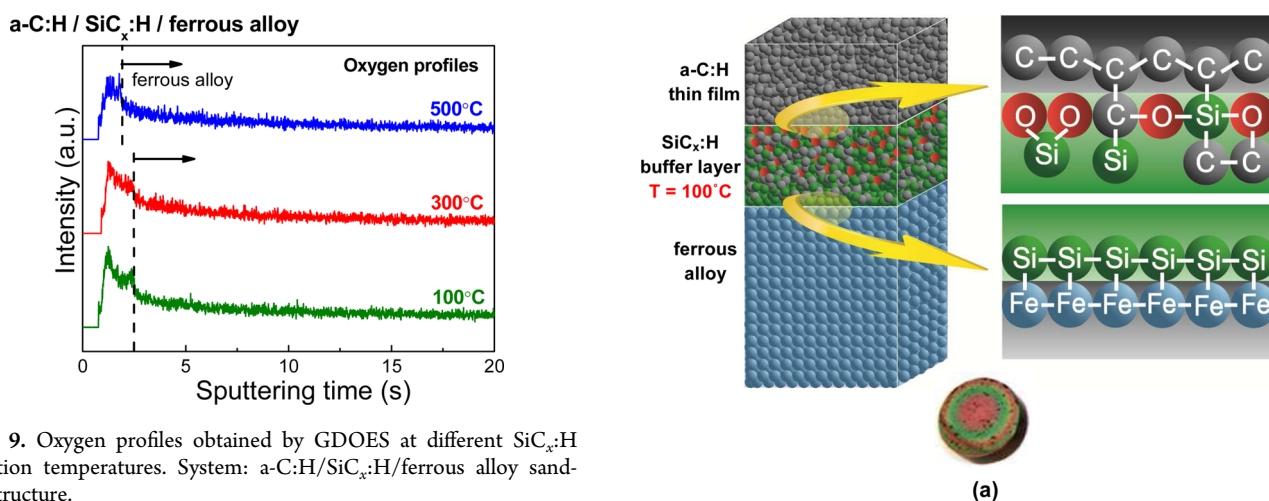 a-C:H / SiCx:H / ferrous alloy
Oxygen profiles
ferrous alloy
500°C
300°C
100°C
Intensity (a.u.)
0 5 10 15 20
Sputtering time (s)
9. Oxygen profiles obtained by GDOES at different SiCx:H
tion temperatures. System: a-C:H/SiCx:H/ferrous alloy sand-
tructure.
a-C:H
thin film
SiCx:H
buffer layer
T = 100°C
ferrous
alloy
C C C C C C
O O C O Si O
Si Si C C
Si Si Si Si Si Si
Fe Fe Fe Fe Fe Fe
(a)